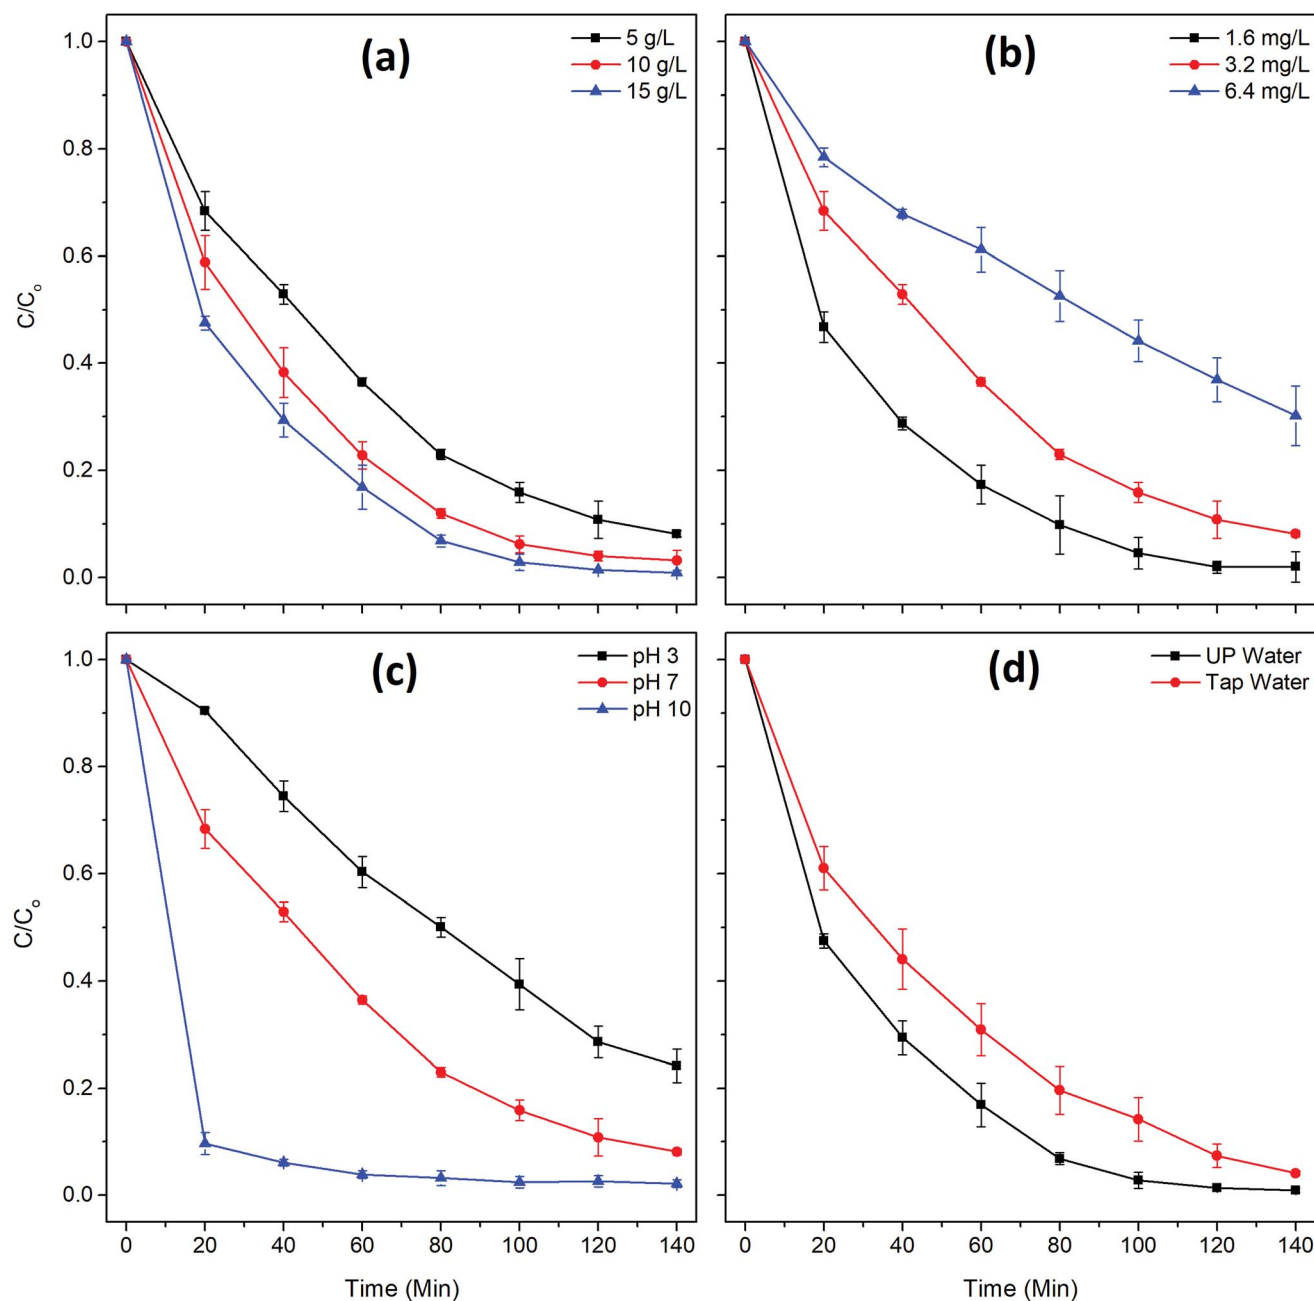 (a)
5 g/L
10 g/L
15 g/L
1.0
0.8
0.6
0.4
0.2
0.0
C/Co
(b)
1.6 mg/L
3.2 mg/L
6.4 mg/L
(c)
pH 3
pH 7
pH 10
1.0
0.8
0.6
0.4
0.2
0.0
C/Co
0 20 40 60 80 100 120 140
Time (Min)
(d)
UP Water
Tap Water
0 20 40 60 80 100 120 140
Time (Min)